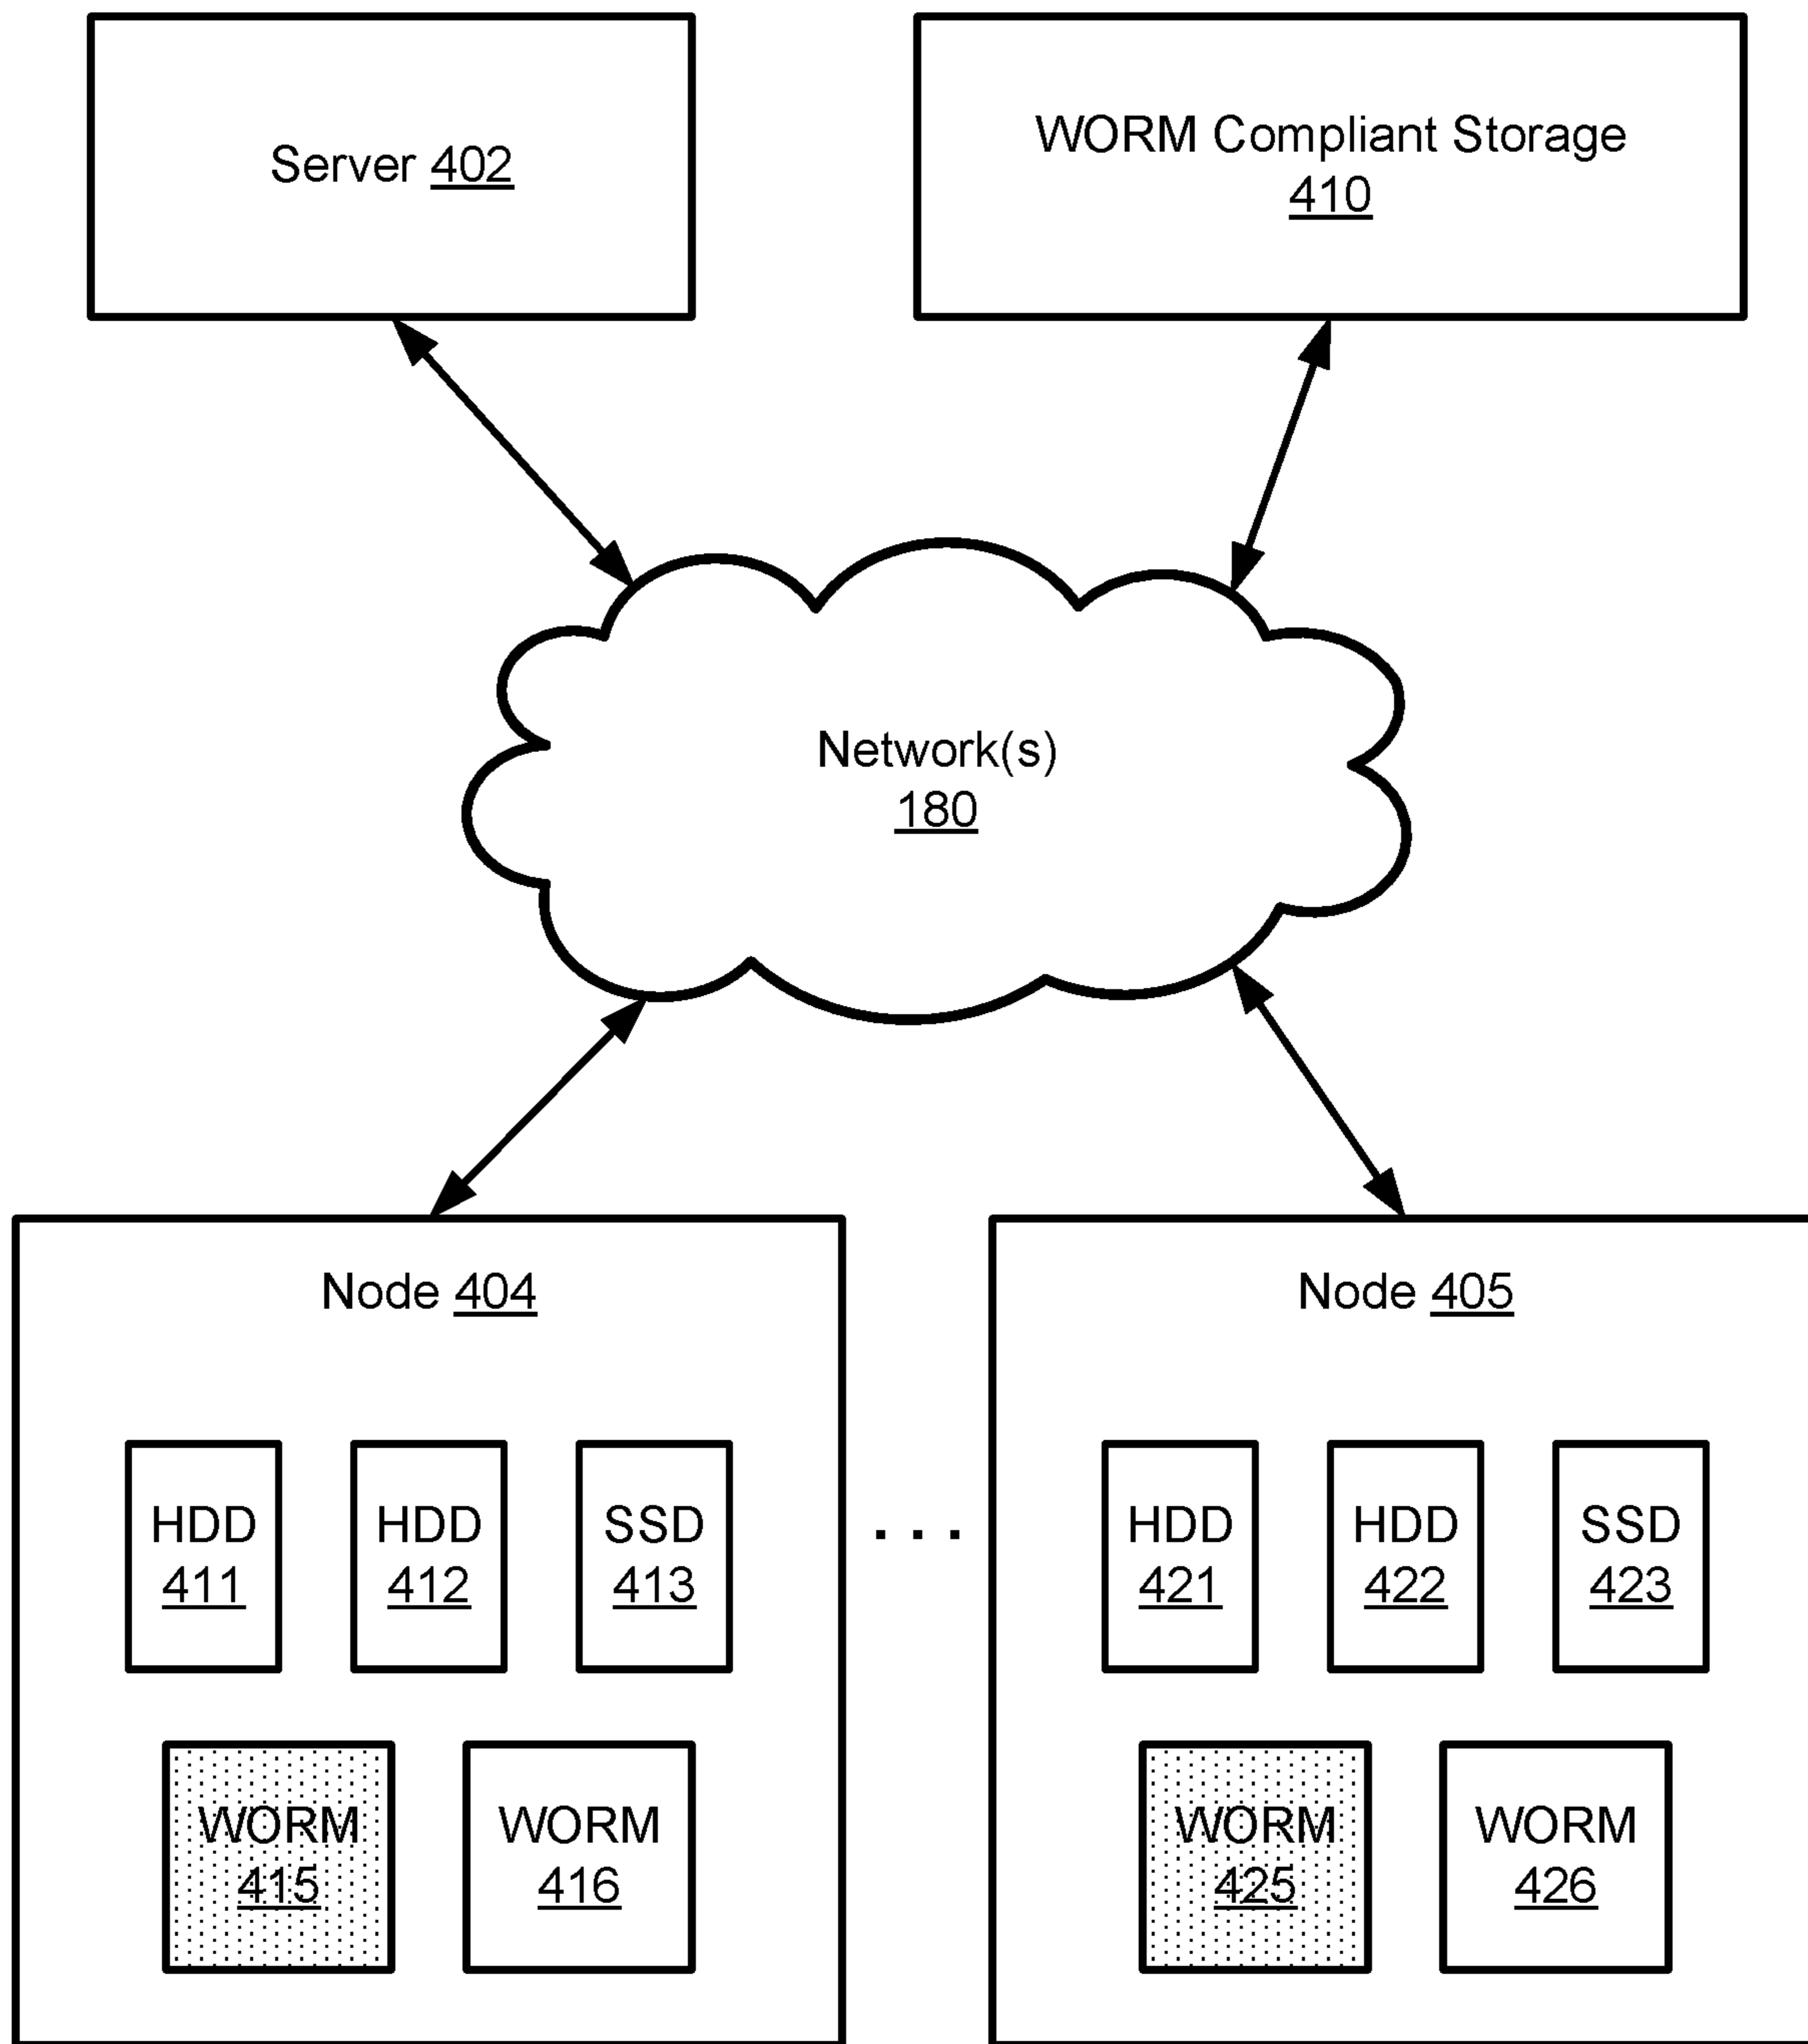 Server 402
WORM Compliant Storage
410
Network(s)
180
Node 404
HDD
411
HDD
412
SSD
413
WORM
415
WORM
416
. . .
Node 405
HDD
421
HDD
422
SSD
423
WORM
425
WORM
426